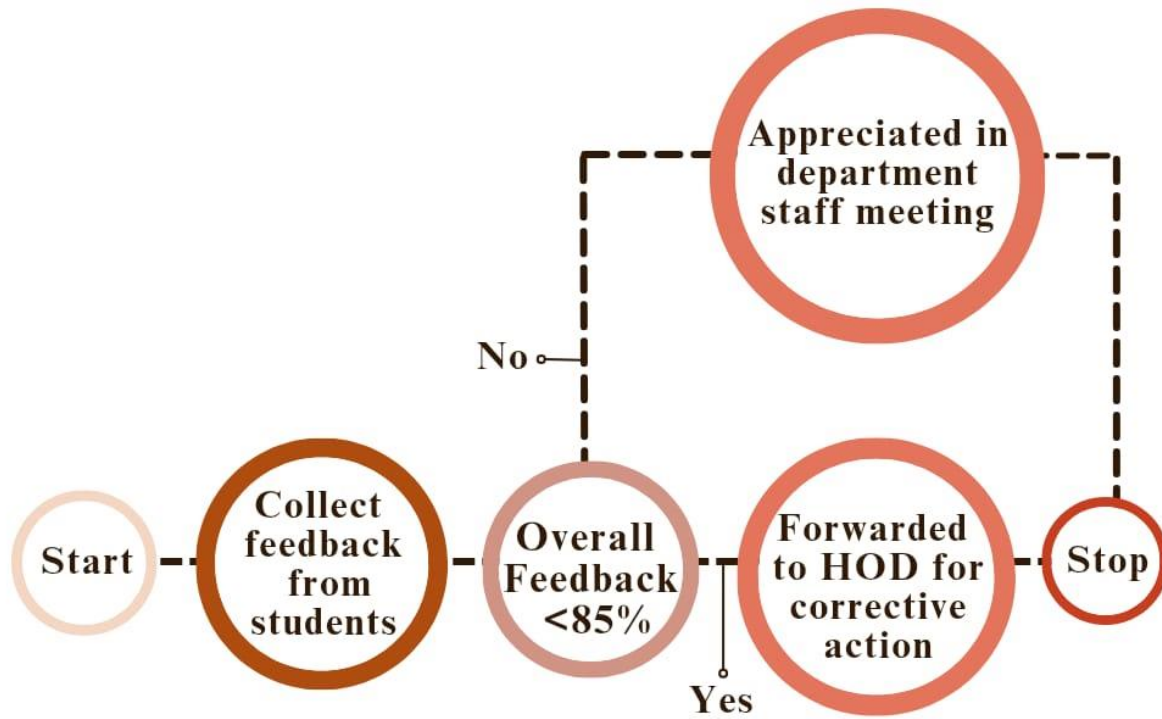 Start
Collect
feedback
from
students
Overall
Feedback
<85%
No
Appreciated in
department
staff meeting
Yes
Forwarded
to HOD for
corrective
action
Stop